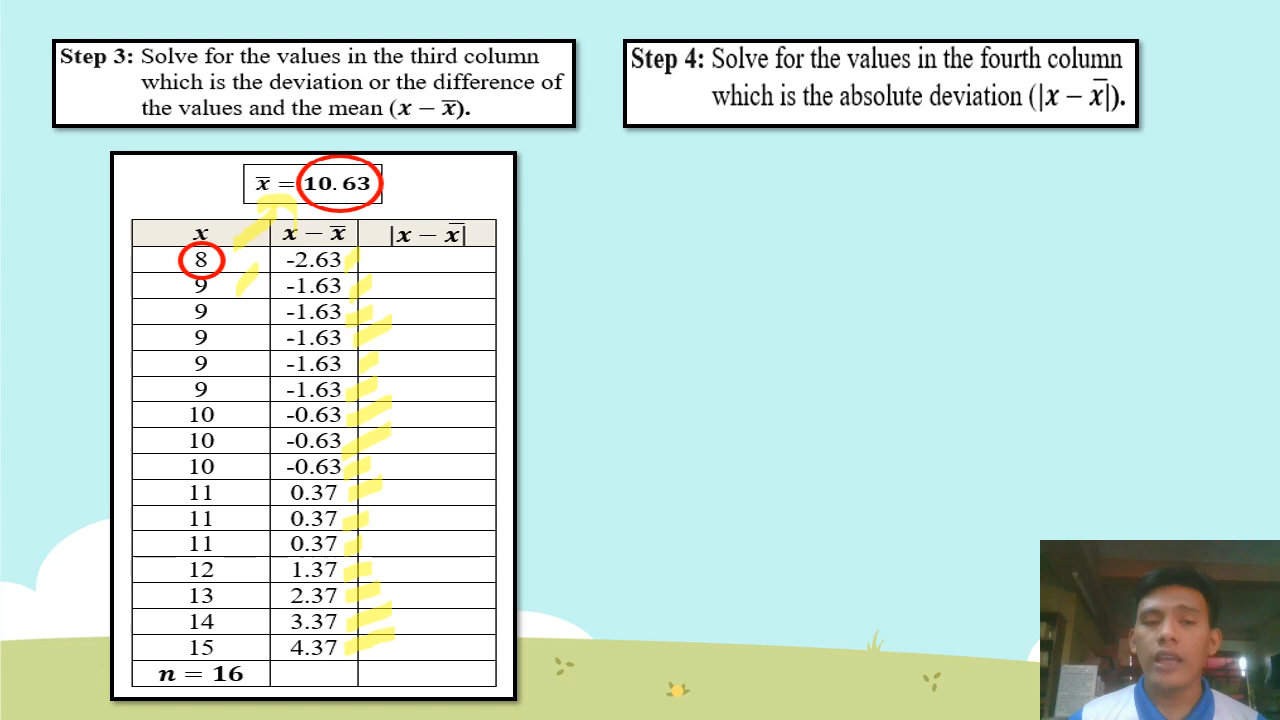 Step 3: Solve for the values in the third column
which is the deviation or the difference of
the values and the mean (x − x̅).
Step 4: Solve for the values in the fourth column
which is the absolute deviation (|x − x̅|).
x̅ = 10.63
x x − x̅ |x − x̅|
8 -2.63
9 -1.63
9 -1.63
9 -1.63
9 -1.63
9 -1.63
10 -0.63
10 -0.63
10 -0.63
11 0.37
11 0.37
11 0.37
12 1.37
13 2.37
14 3.37
15 4.37
n = 16